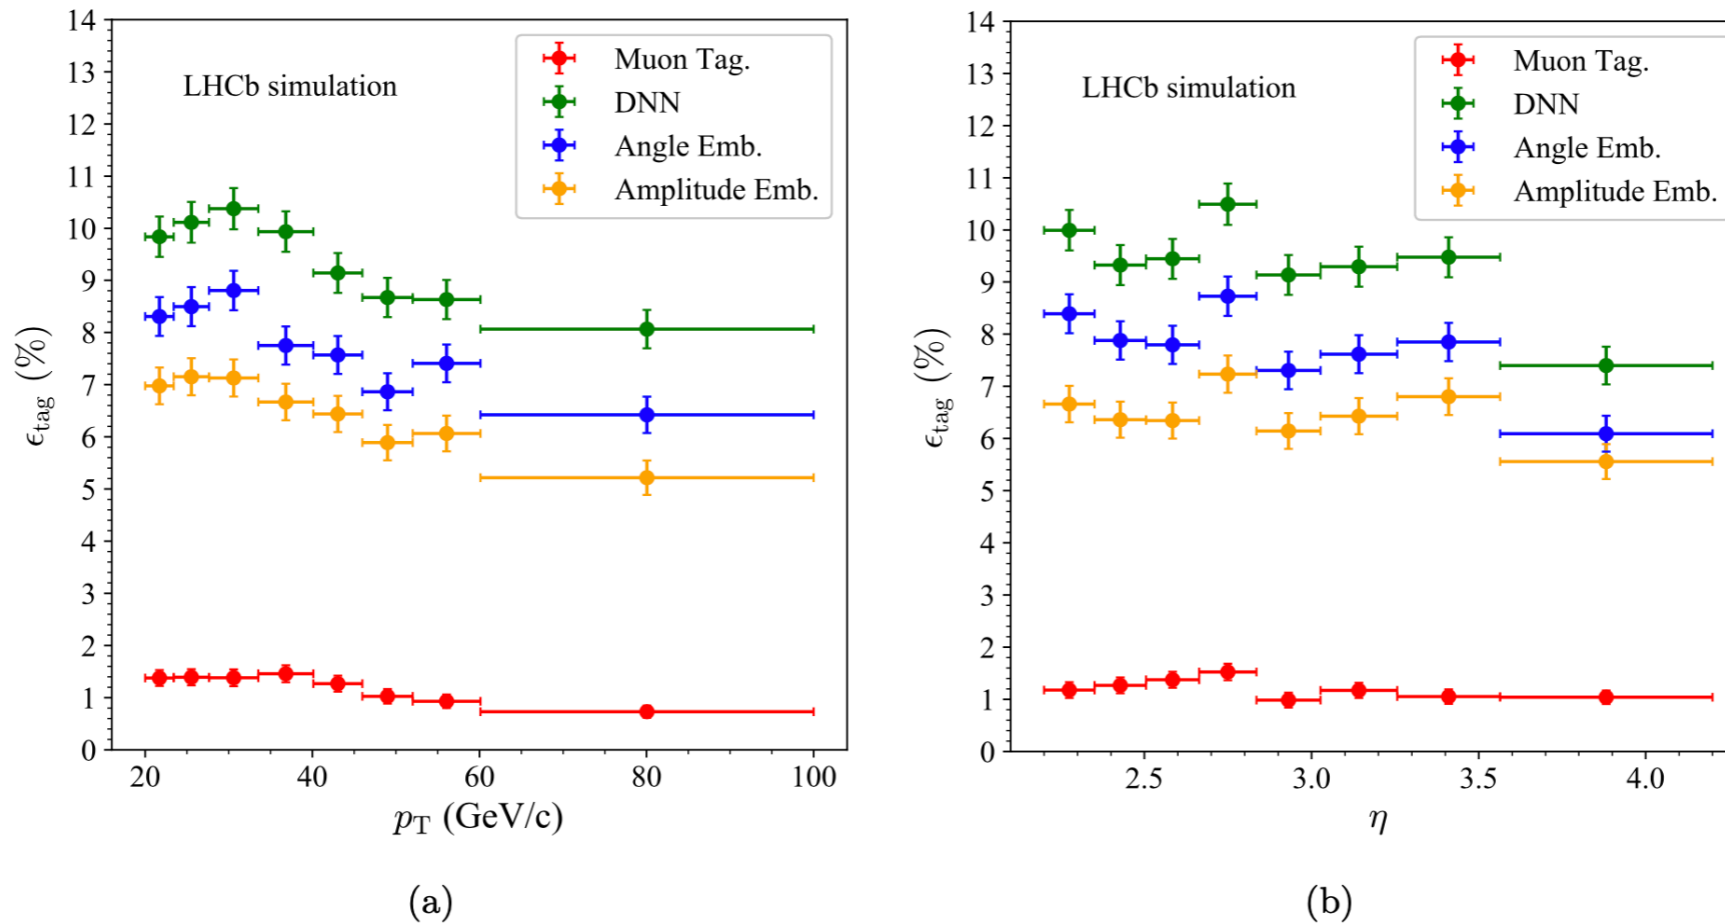 14
13
12
11
10
9
8
7
6
5
4
3
2
1
0
ϵtag (%)
LHCb simulation
Muon Tag.
DNN
Angle Emb.
Amplitude Emb.
20 40 60 80 100
pT (GeV/c)
(a)
14
13
12
11
10
9
8
7
6
5
4
3
2
1
0
ϵtag (%)
LHCb simulation
Muon Tag.
DNN
Angle Emb.
Amplitude Emb.
2.5 3.0 3.5 4.0
η
(b)